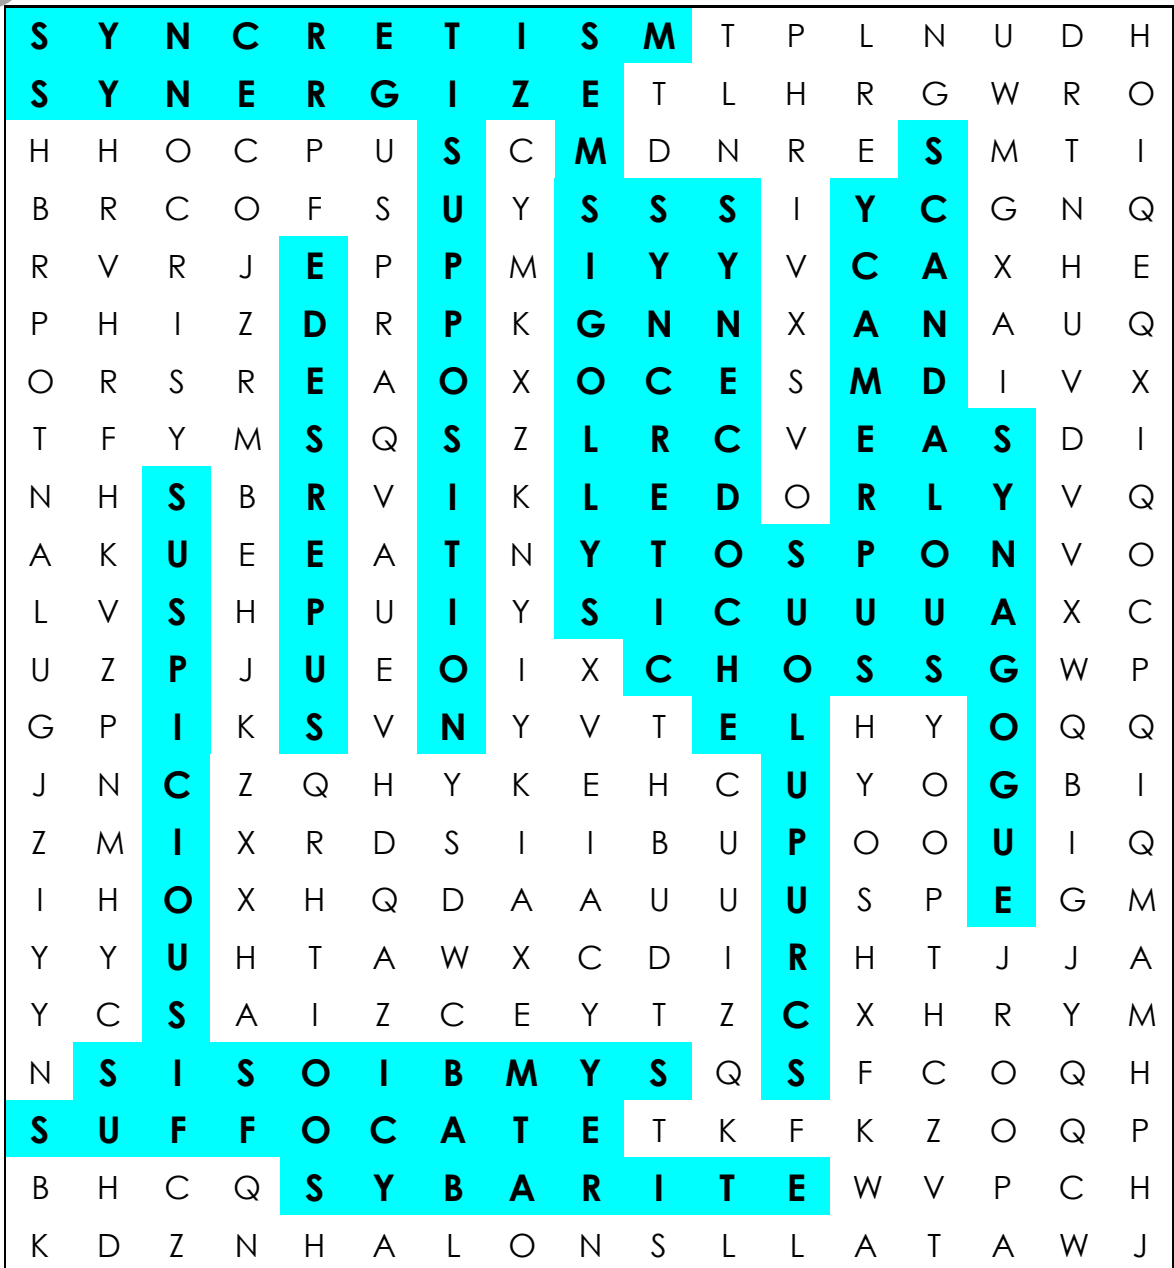 S Y N C R E T I S M T P L N U D H
S Y N E R G I Z E T L H R G W R O
H H O C P U S C M D N R E S M T I
B R C O F S U Y S S S I Y C G N Q
R V R J E P P M I Y Y V C A X H E
P H I Z D R P K G N N X A N A U Q
O R S R E A O X O C E S M D I V X
T F Y M S Q S Z L R C V E A S D I
N H S B R V I K L E D O R L Y V Q
A K U E E A T N Y T O S P O N V O
L V S H P U I Y S I C U U U A X C
U Z P J U E O I X C H O S S G W P
G P I K S V N Y V T E L H Y O Q Q
J N C Z Q H Y K E H C U Y O G B I
Z M I X R D S I I B U P O O U I Q
I H O X H Q D A A U U U S P E G M
Y Y U H T A W X C D I R H T J J A
Y C S A I Z C E Y T Z C X H R Y M
N S I S O I B M Y S Q S F C O Q H
S U F F O C A T E T K F K Z O Q P
B H C Q S Y B A R I T E W V P C H
K D Z N H A L O N S L L A T A W J